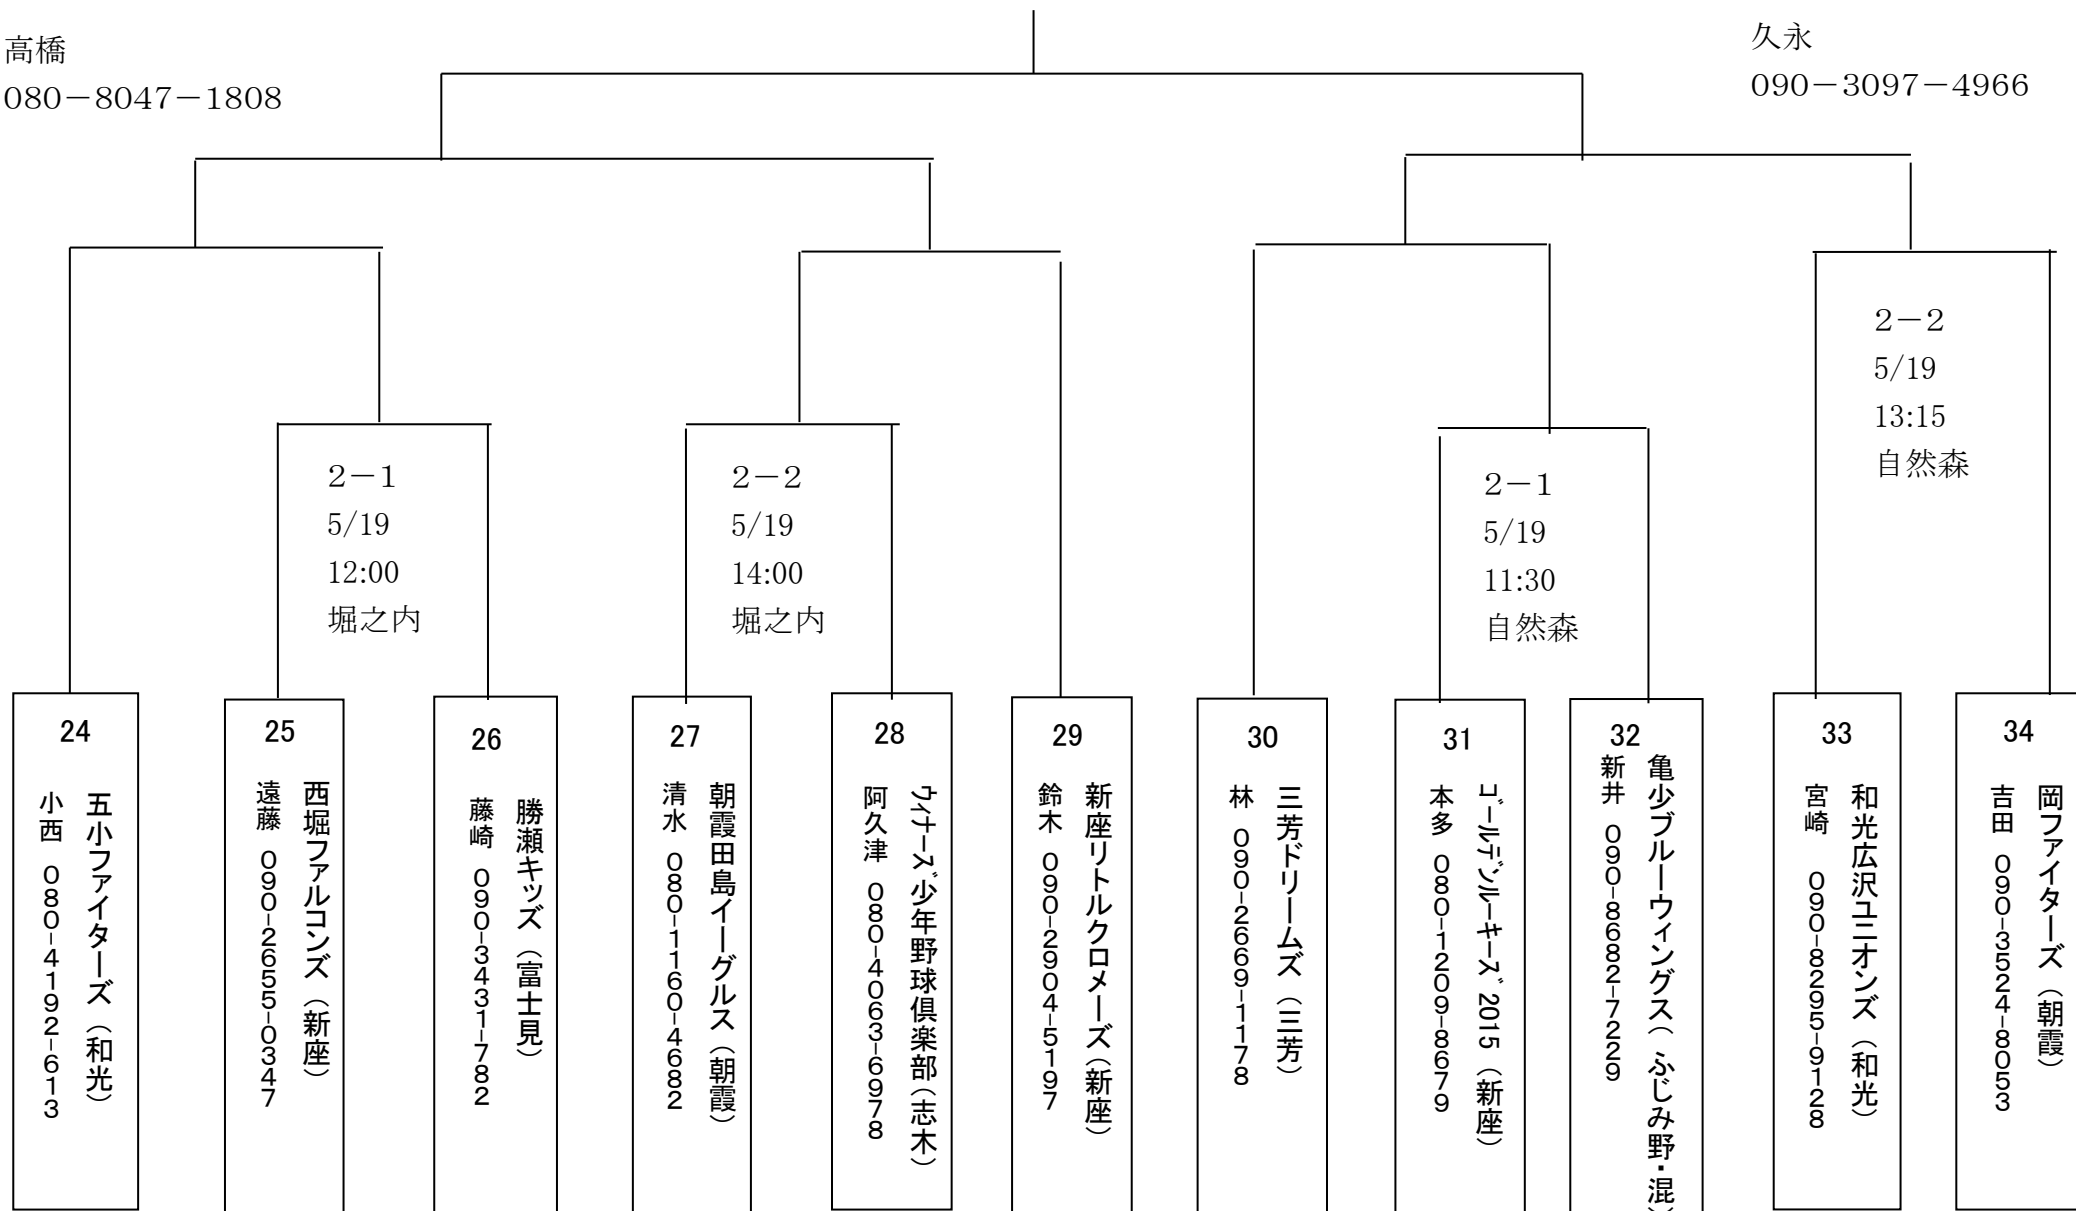 高橋
080－8047－1808
久永
090－3097－4966
2－1
5/19
12:00
堀之内
2－2
5/19
14:00
堀之内
2－1
5/19
11:30
自然森
2－2
5/19
13:15
自然森
24
五小ファイターズ（和光）
小西 080-4192-613
25
西堀ファルコンズ（新座）
遠藤 090-2655-0347
26
勝瀬キッズ（富士見）
藤崎 090-3431-782
27
朝霞田島イーグルス（朝霞）
清水 080-1160-4682
28
ｳｨﾅｰｽﾞ少年野球倶楽部（志木）
阿久津 080-4063-6978
29
新座リトルクロメーズ（新座）
鈴木 090-2904-5197
30
三芳ドリームズ（三芳）
林 090-2669-1178
31
ｺﾞｰﾙﾃﾞﾝﾙｰｷｰｽﾞ2015（新座）
本多 080-1209-8679
32
亀少ブルーウィングス（ふじみ野・混）
新井 090-8682-7229
33
和光広沢ユニオンズ（和光）
宮崎 090-8295-9128
34
岡ファイターズ（朝霞）
吉田 090-3524-8053